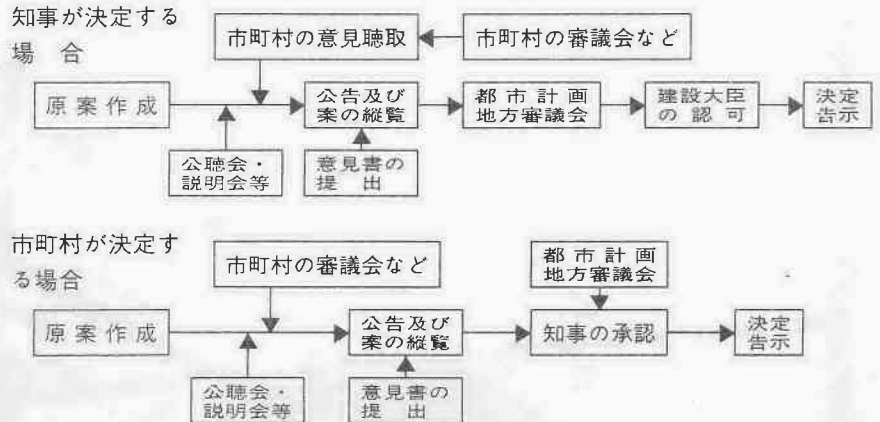 知事が決定する
場 合
市町村の意見聴取
市町村の審議会など
原案作成
公告及び
案の縦覧
都市計画
地方審議会
建設大臣
の認可
決定
告示
公聴会・
説明会等
意見書の
提 出
市町村が決定す
る場合
市町村の審議会など
都市計画
地方審議会
原案作成
公告及び
案の縦覧
知事の承認
決定
告示
公聴会・
説明会等
意見書の
提 出